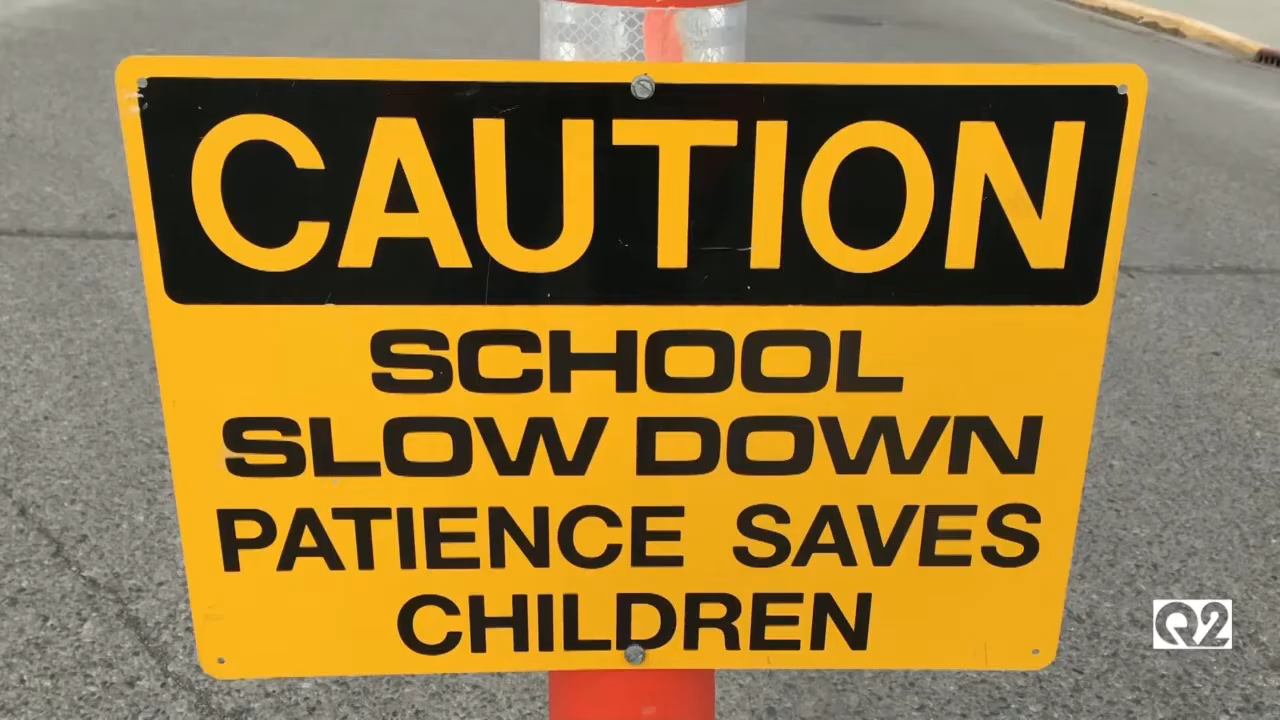 CAUTION
SCHOOL
SLOW DOWN
PATIENCE SAVES
CHILDREN
Q2